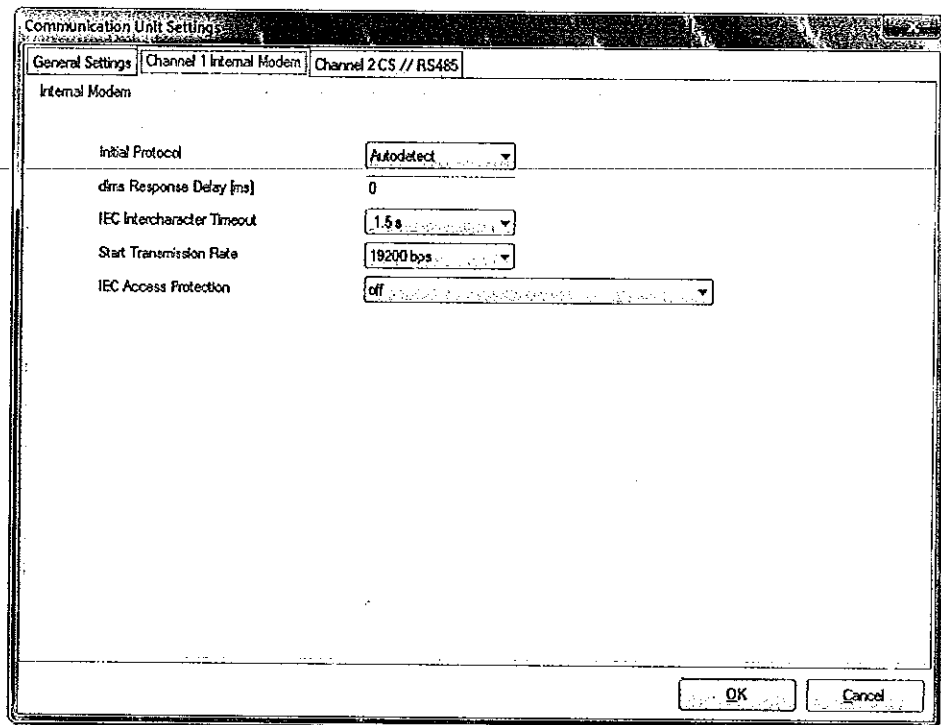 Communication Unit Settings
General Settings
Channel 1 Internal Modem
Channel 2 CS // RS485
Internal Modem
Initial Protocol
Autodetect
dlms Response Delay [ms]
0
IEC Intercharacter Timeout
1.5 s
Start Transmission Rate
19200 bps
IEC Access Protection
off
OK
Cancel